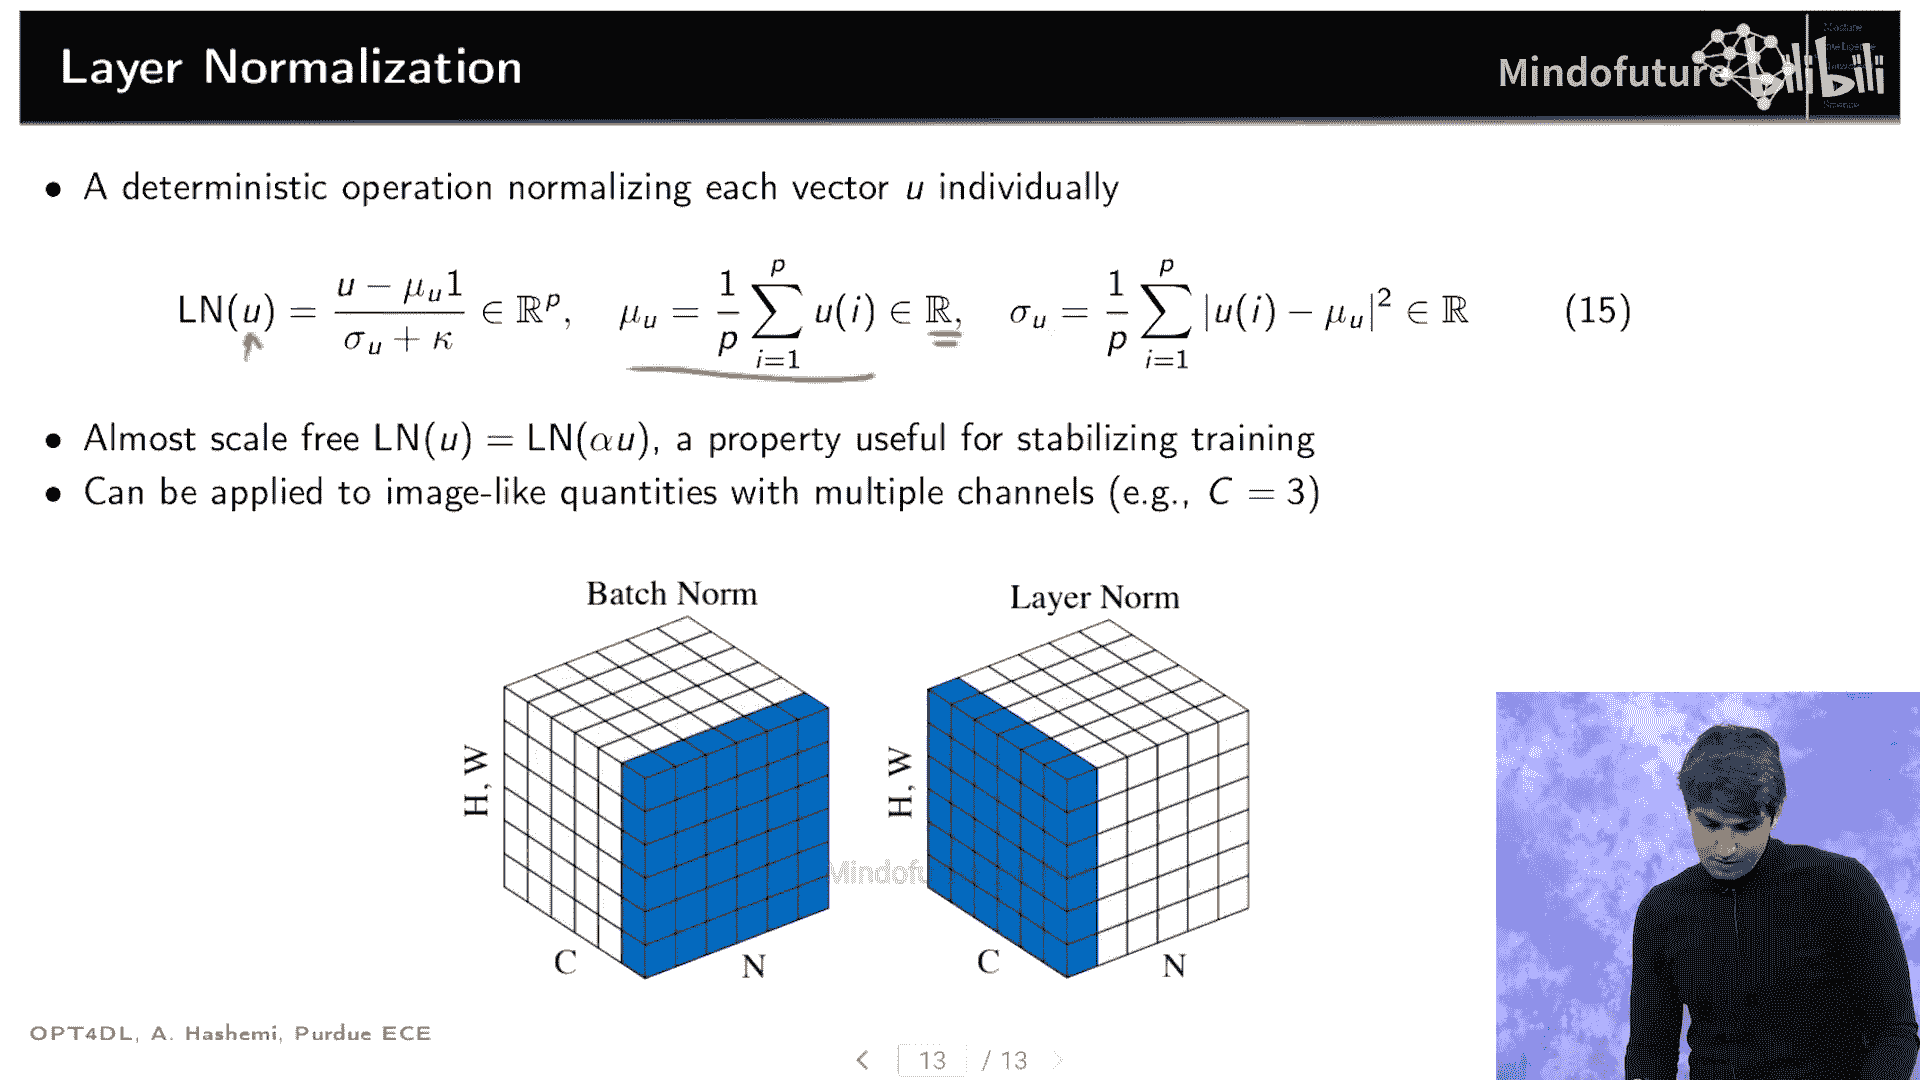 Layer Normalization
Mindofuture bilibili
• A deterministic operation normalizing each vector u individually
LN(u) = (u − μ_u 1)/(σ_u + κ) ∈ ℝ^p, μ_u = 1/p ∑_{i=1}^{p} u(i) ∈ ℝ, σ_u = 1/p ∑_{i=1}^{p} |u(i) − μ_u|² ∈ ℝ (15)
• Almost scale free LN(u) = LN(αu), a property useful for stabilizing training
• Can be applied to image-like quantities with multiple channels (e.g., C = 3)
Batch Norm
Layer Norm
H, W
H, W
C
N
C
N
OPT4DL, A. Hashemi, Purdue ECE
13 / 13